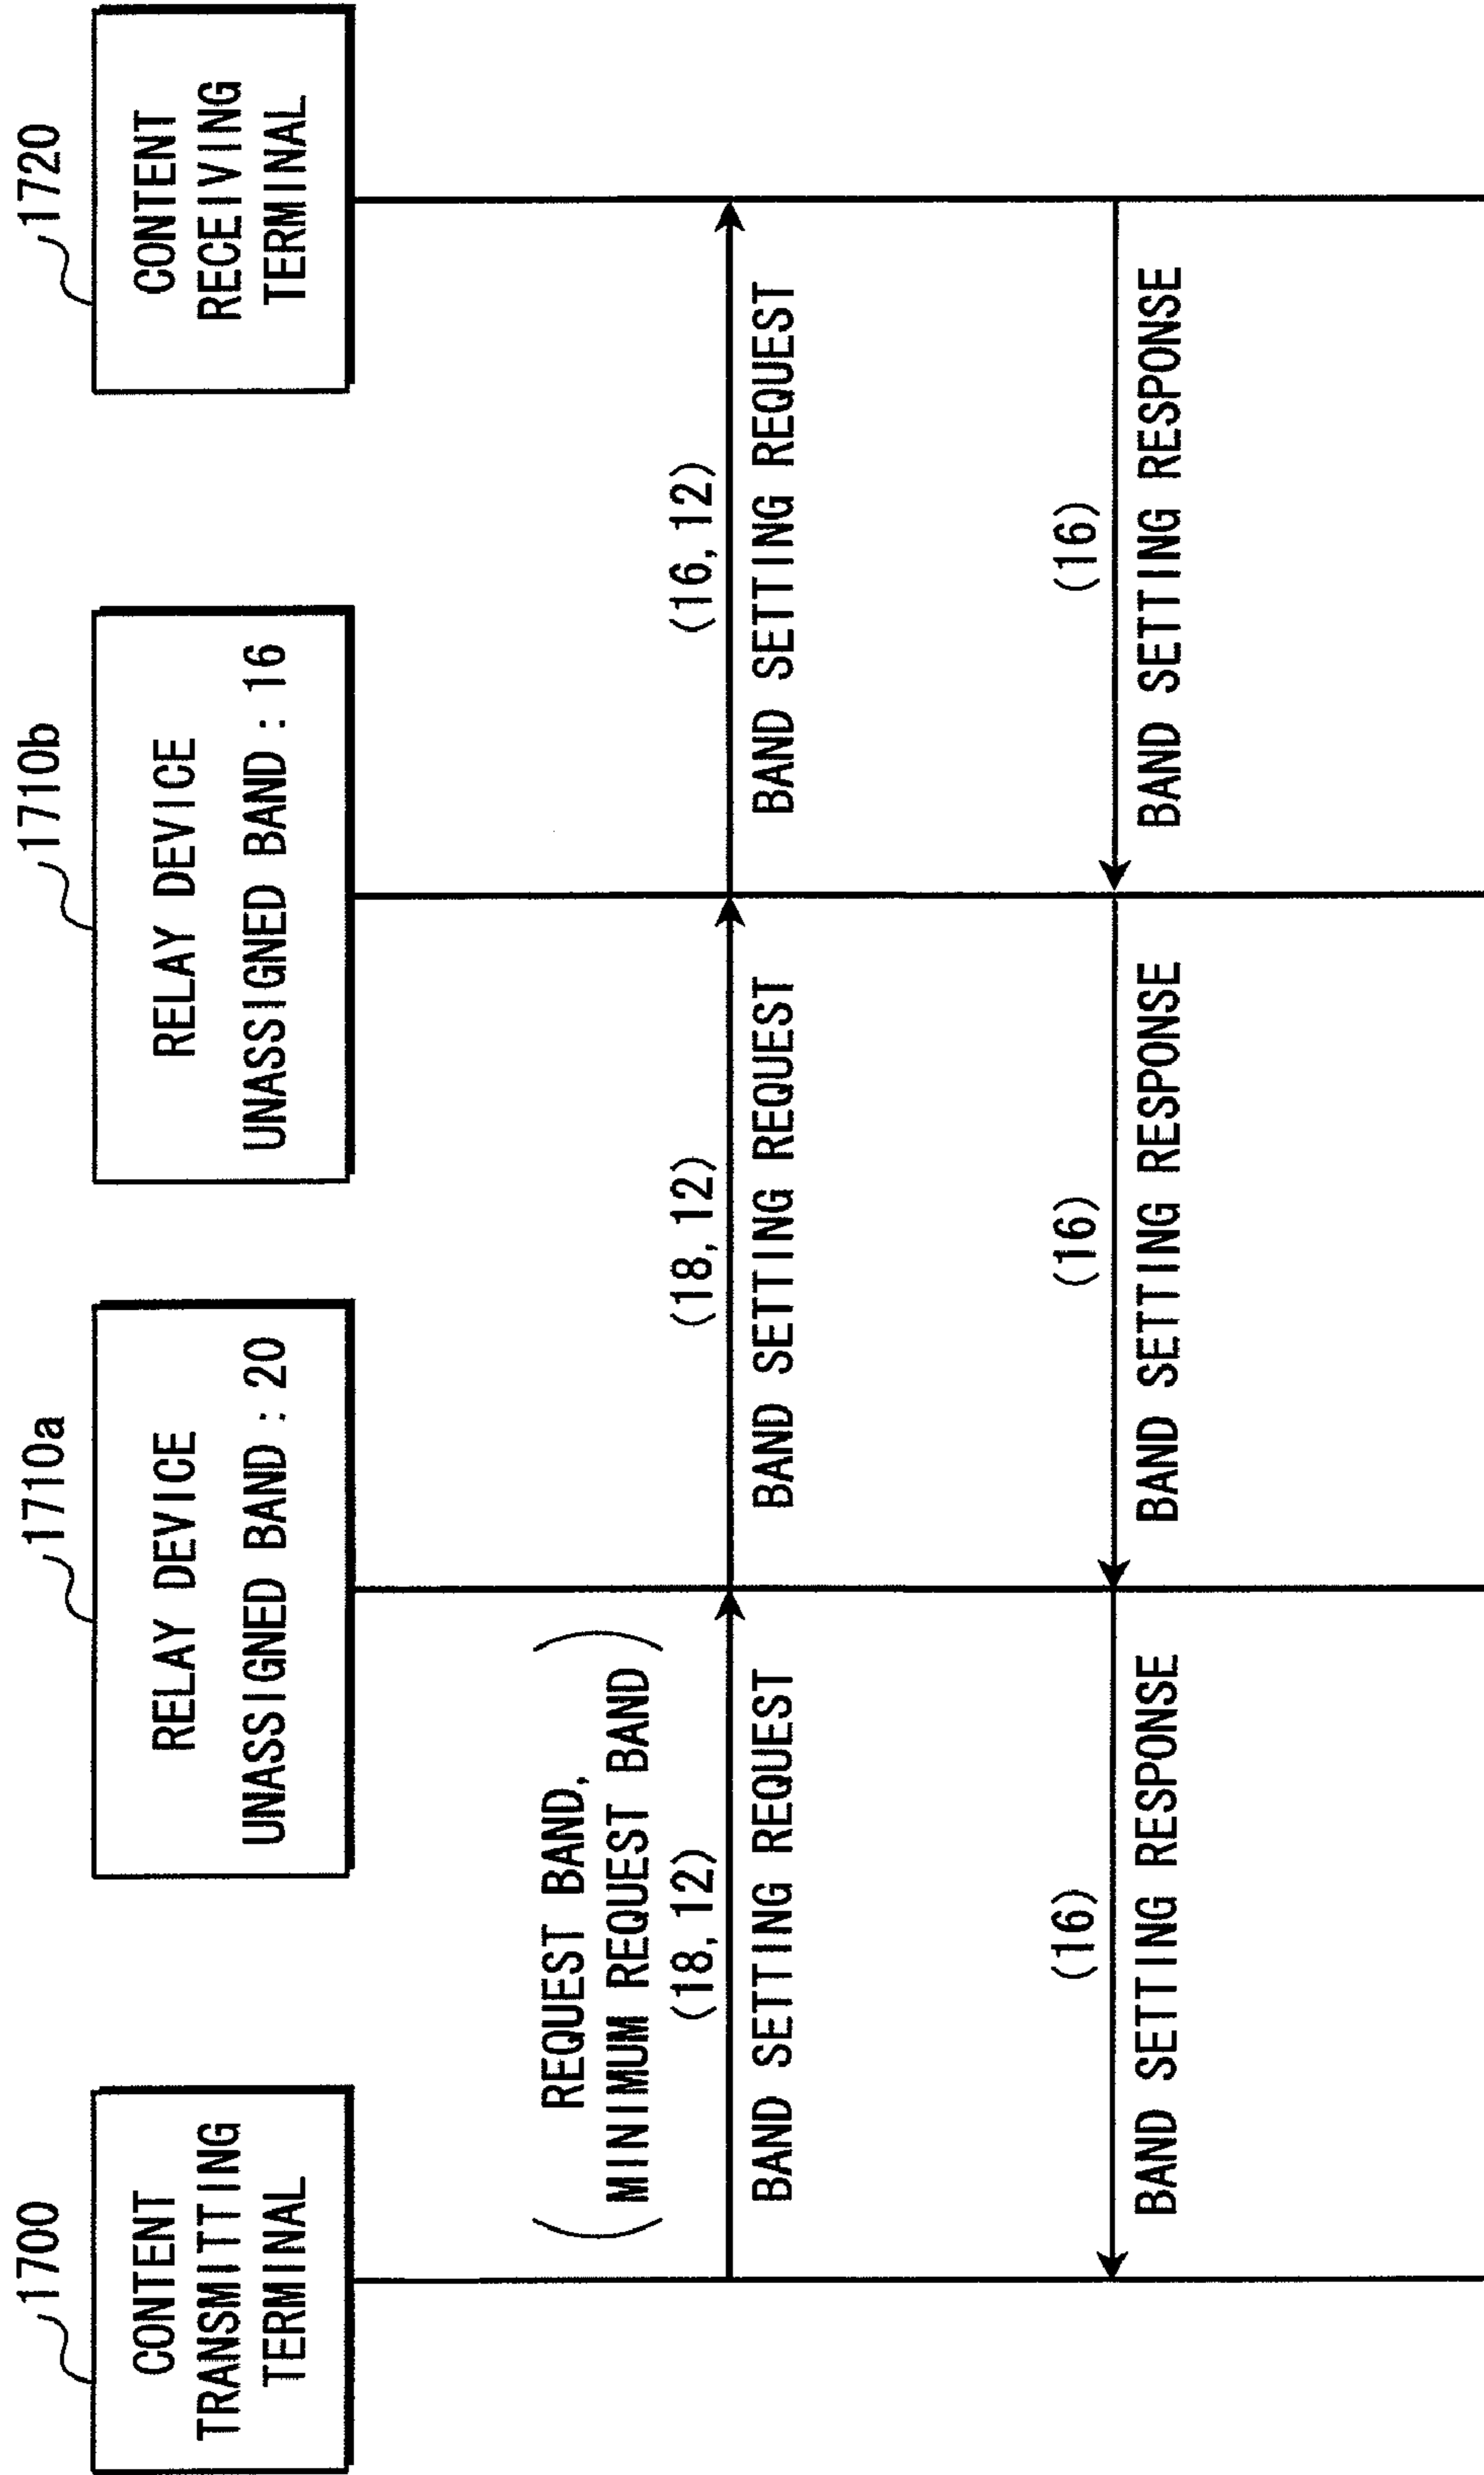 1700
CONTENT
TRANSMITTING
TERMINAL
1710a
RELAY DEVICE
UNASSIGNED BAND : 20
1710b
RELAY DEVICE
UNASSIGNED BAND : 16
1720
CONTENT
RECEIVING
TERMINAL
(REQUEST BAND,
MINIMUM REQUEST BAND)
(18, 12)
BAND SETTING REQUEST
(18, 12)
BAND SETTING REQUEST
(16, 12)
BAND SETTING REQUEST
(16)
BAND SETTING RESPONSE
(16)
BAND SETTING RESPONSE
(16)
BAND SETTING RESPONSE